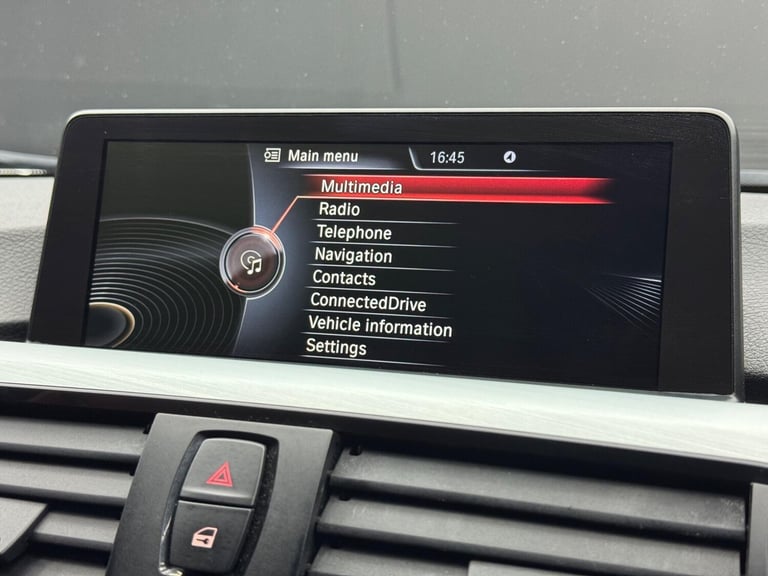 Main menu 16:45
Multimedia
Radio
Telephone
Navigation
Contacts
ConnectedDrive
Vehicle information
Settings